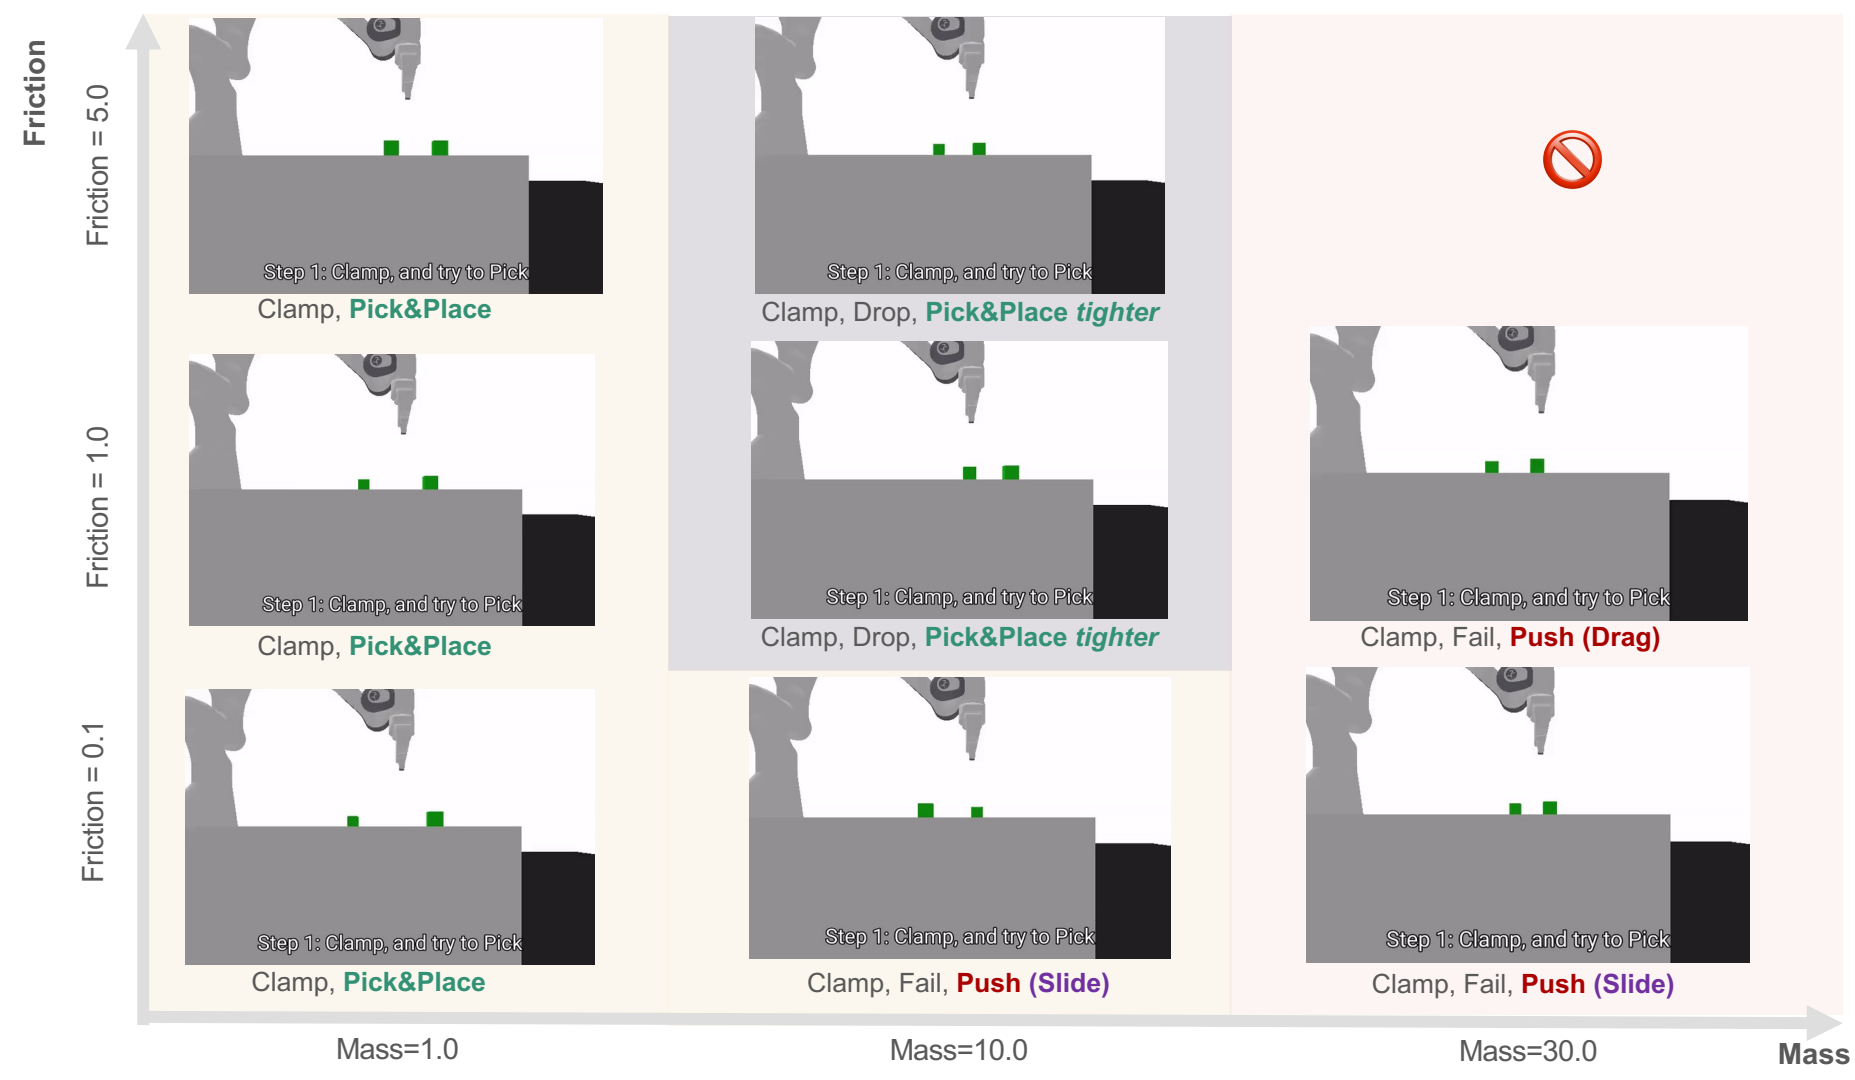 Friction
Friction = 5.0
Step 1: Clamp, and try to Pick
Clamp, Pick&Place
Step 1: Clamp, and try to Pick
Clamp, Drop, Pick&Place tighter
Friction = 1.0
Step 1: Clamp, and try to Pick
Clamp, Pick&Place
Step 1: Clamp, and try to Pick
Clamp, Drop, Pick&Place tighter
Step 1: Clamp, and try to Pick
Clamp, Fail, Push (Drag)
Friction = 0.1
Step 1: Clamp, and try to Pick
Clamp, Pick&Place
Step 1: Clamp, and try to Pick
Clamp, Fail, Push (Slide)
Step 1: Clamp, and try to Pick
Clamp, Fail, Push (Slide)
Mass=1.0
Mass=10.0
Mass=30.0
Mass